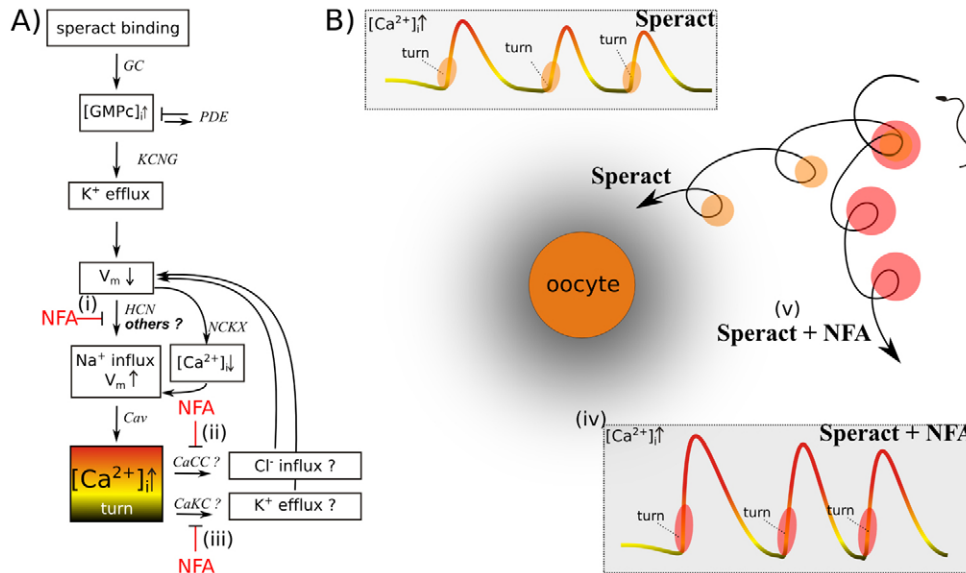 A)
speract binding
GC
[GMPc]i↑
PDE
KCNG
K⁺ efflux
Vm ↓
(i)
NFA
HCN
others ?
NCKX
Na⁺ influx
Vm ↑
[Ca²⁺]i↓
Cav
NFA
(ii)
[Ca²⁺]i↑
turn
CaCC ?
Cl⁻ influx ?
CaKC ?
K⁺ efflux ?
(iii)
NFA
B)
[Ca²⁺]i↑
Speract
turn
turn
turn
Speract
oocyte
(v)
Speract + NFA
(iv)
[Ca²⁺]i↑
Speract + NFA
turn
turn
turn